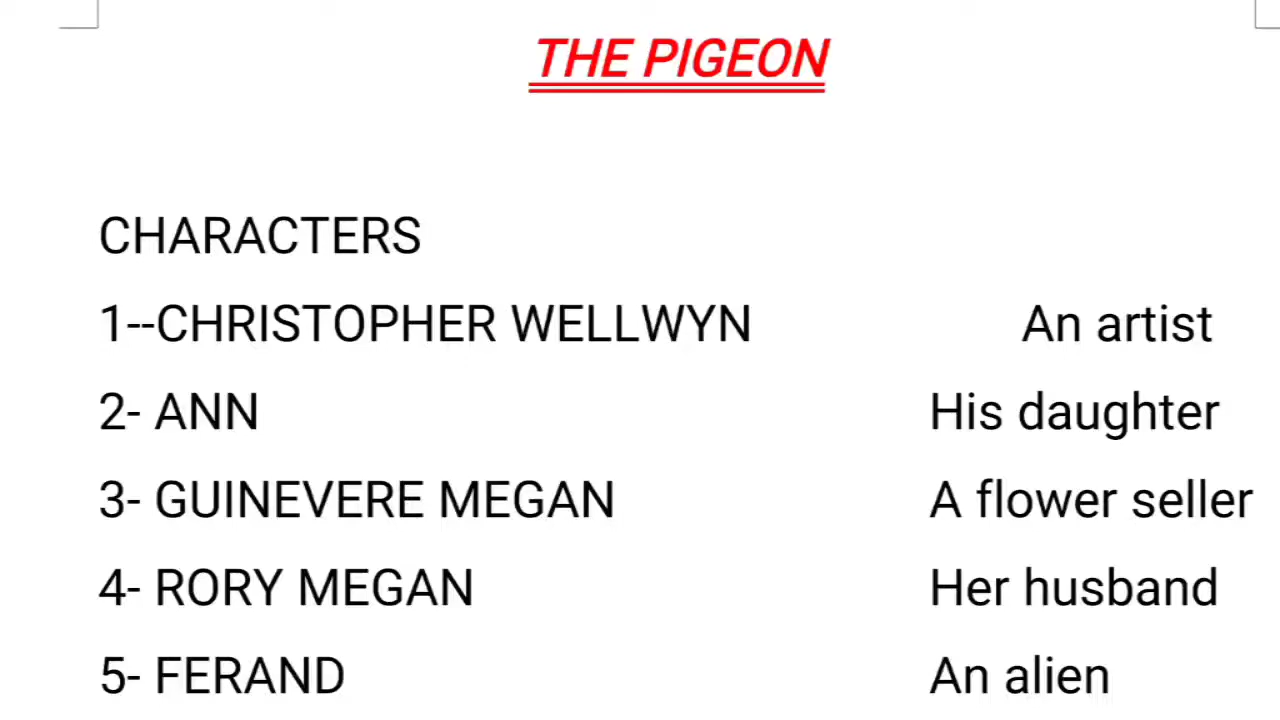 THE PIGEON
CHARACTERS
1--CHRISTOPHER WELLWYN An artist
2- ANN His daughter
3- GUINEVERE MEGAN A flower seller
4- RORY MEGAN Her husband
5- FERAND An alien